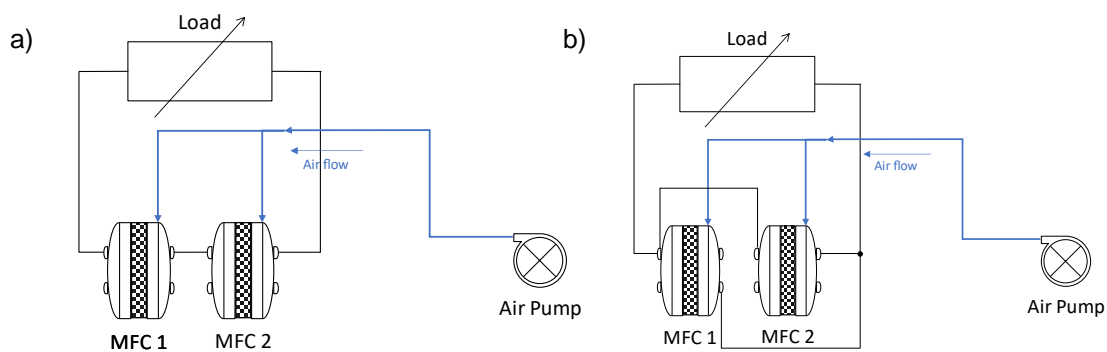 a)
Load
Air flow
MFC 1
MFC 2
Air Pump
b)
Load
Air flow
MFC 1
MFC 2
Air Pump